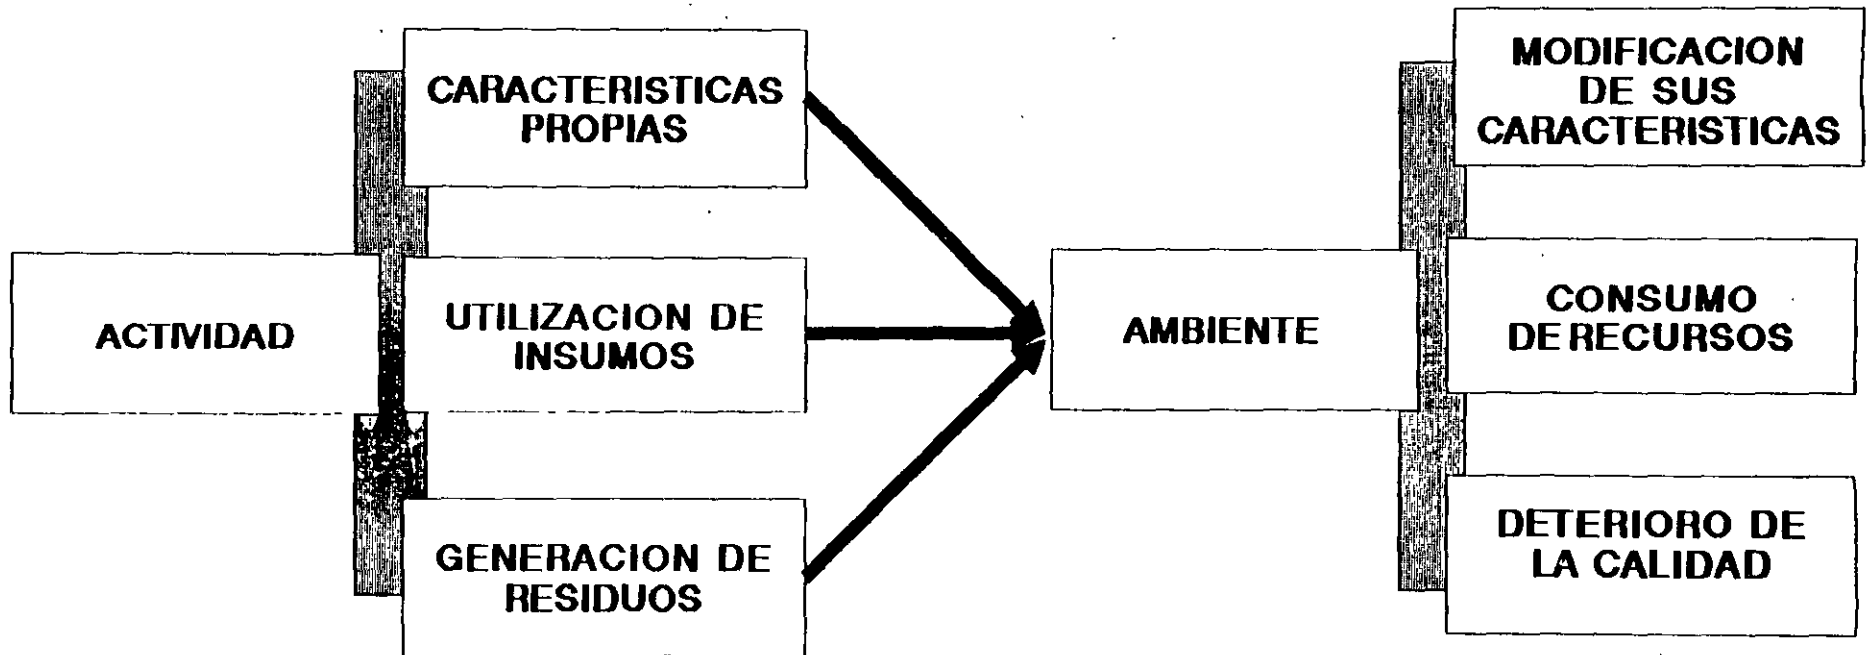 CARACTERISTICAS
PROPIAS
ACTIVIDAD
UTILIZACION DE
INSUMOS
GENERACION DE
RESIDUOS
AMBIENTE
MODIFICACION
DE SUS
CARACTERISTICAS
CONSUMO
DE RECURSOS
DETERIORO DE
LA CALIDAD